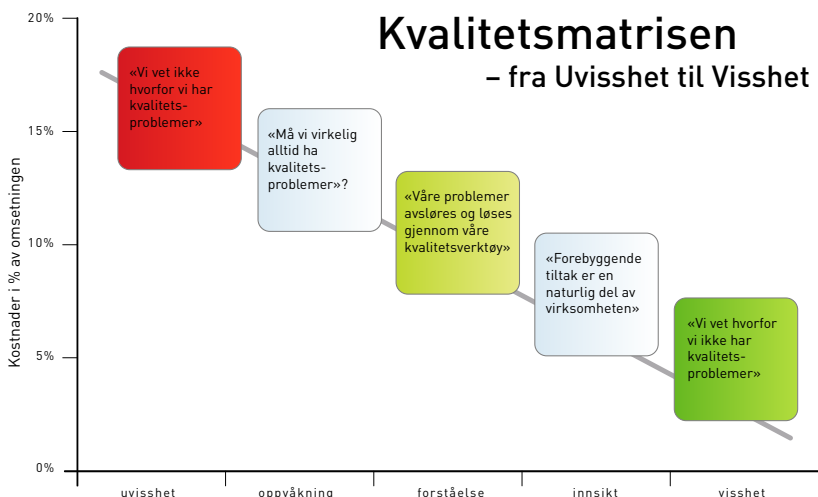 Kvalitetsmatrisen
– fra Uvisshet til Visshet
Kostnader i % av omsetningen
20%
15%
10%
5%
0%
«Vi vet ikke
hvorfor vi har
kvalitets-
problemer»
«Må vi virkelig
alltid ha
kvalitets-
problemer»?
«Våre problemer
avsløres og løses
gjennom våre
kvalitetsverktøy»
«Forebyggende
tiltak er en
naturlig del av
virksomheten»
«Vi vet hvorfor
vi ikke har
kvalitets-
problemer»
uvisshet
oppvåkning
forståelse
innsikt
visshet